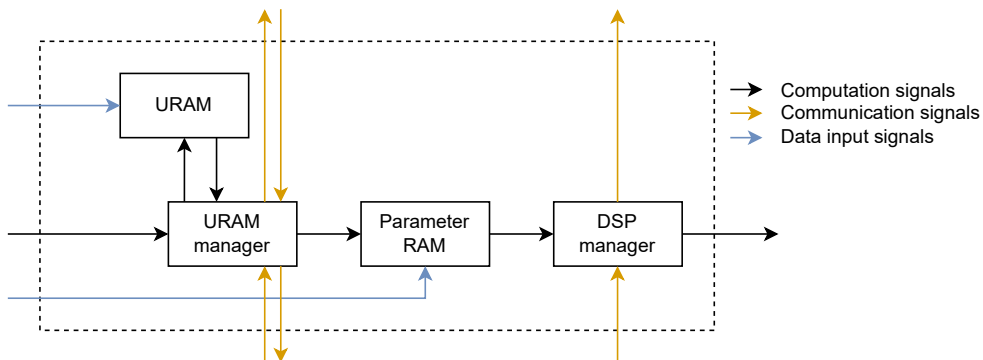 URAM
URAM
manager
Parameter
RAM
DSP
manager
Computation signals
Communication signals
Data input signals